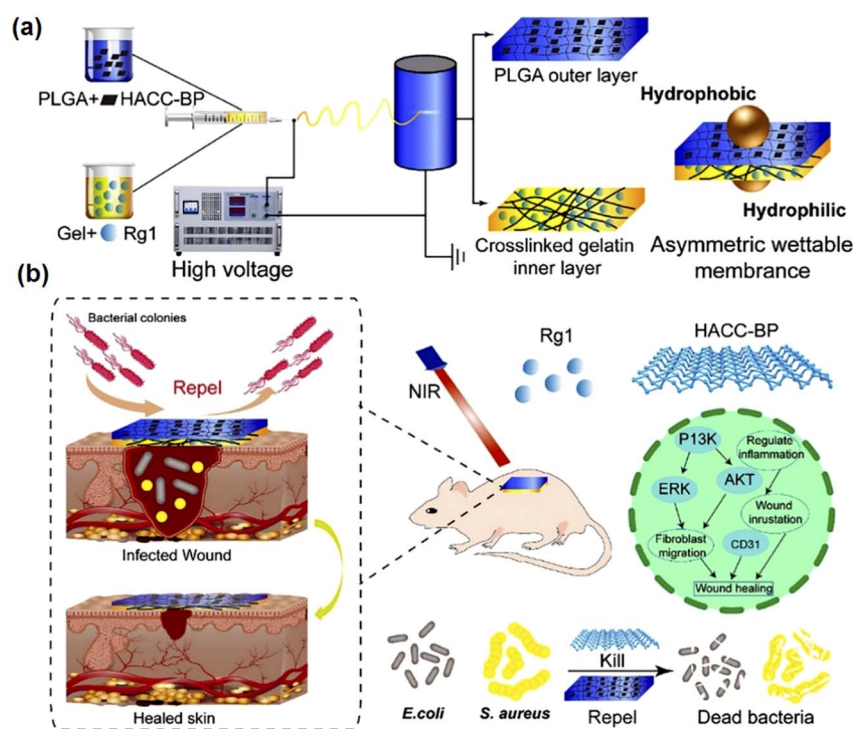 (a)
PLGA+ HACC-BP
Gel+ Rg1
High voltage
PLGA outer layer
Crosslinked gelatin
inner layer
Hydrophobic
Hydrophilic
Asymmetric wettable
membrance
(b)
Bacterial colonies
Repel
Infected Wound
Healed skin
NIR
Rg1
HACC-BP
P13K
ERK
AKT
Regulate
inflammation
Wound
inrustation
Fibroblast
migration
CD31
Wound healing
E.coli
S. aureus
Kill
Repel
Dead bacteria